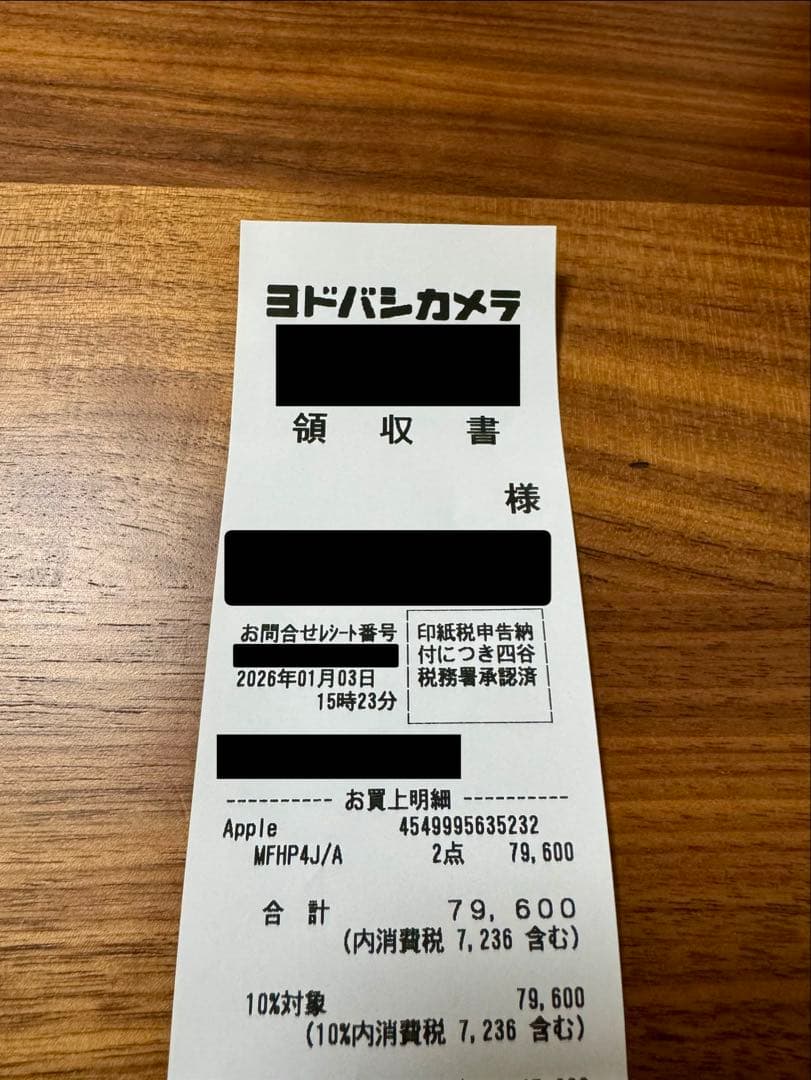 ヨドバシカメラ
領 収 書
様
お問合せﾚｼｰﾄ番号
2026年01月03日
15時23分
印紙税申告納
付につき四谷
税務署承認済
---------- お買上明細 ----------
Apple 4549995635232
MFHP4J/A 2点 79,600
合 計 79,600
(内消費税 7,236 含む)
10%対象 79,600
(10%内消費税 7,236 含む)